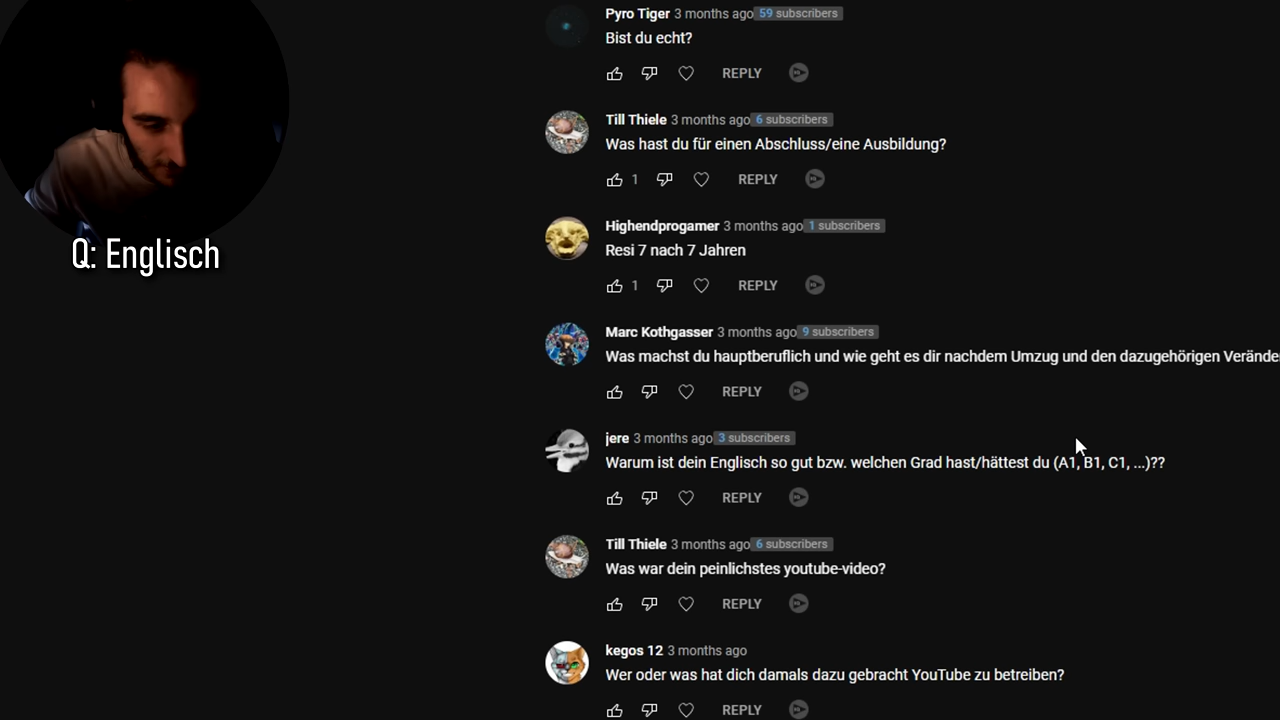 Pyro Tiger 3 months ago 59 subscribers
Bist du echt?
REPLY
Till Thiele 3 months ago 6 subscribers
Was hast du für einen Abschluss/eine Ausbildung?
1 REPLY
Highendprogamer 3 months ago 1 subscribers
Resi 7 nach 7 Jahren
1 REPLY
Marc Kothgasser 3 months ago 9 subscribers
Was machst du hauptberuflich und wie geht es dir nachdem Umzug und den dazugehörigen Verände
REPLY
jere 3 months ago 3 subscribers
Warum ist dein Englisch so gut bzw. welchen Grad hast/hättest du (A1, B1, C1, ...)??
REPLY
Till Thiele 3 months ago 6 subscribers
Was war dein peinlichstes youtube-video?
REPLY
kegos 12 3 months ago
Wer oder was hat dich damals dazu gebracht YouTube zu betreiben?
REPLY
Q: Englisch